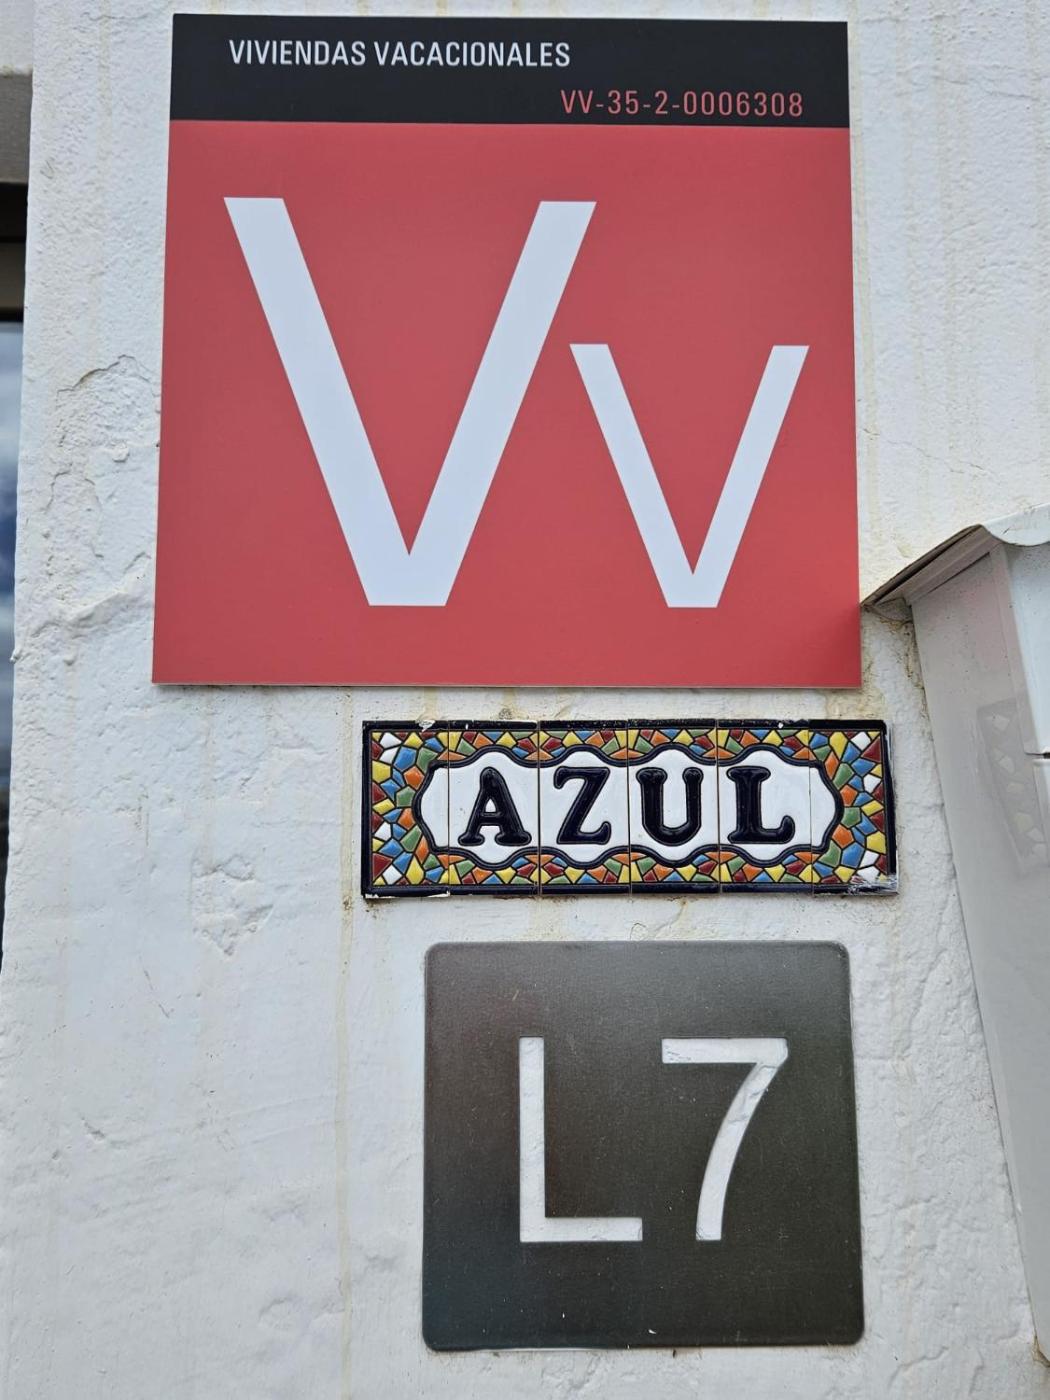 VIVIENDAS VACACIONALES
VV-35-2-0006308
Vv
AZUL
L7